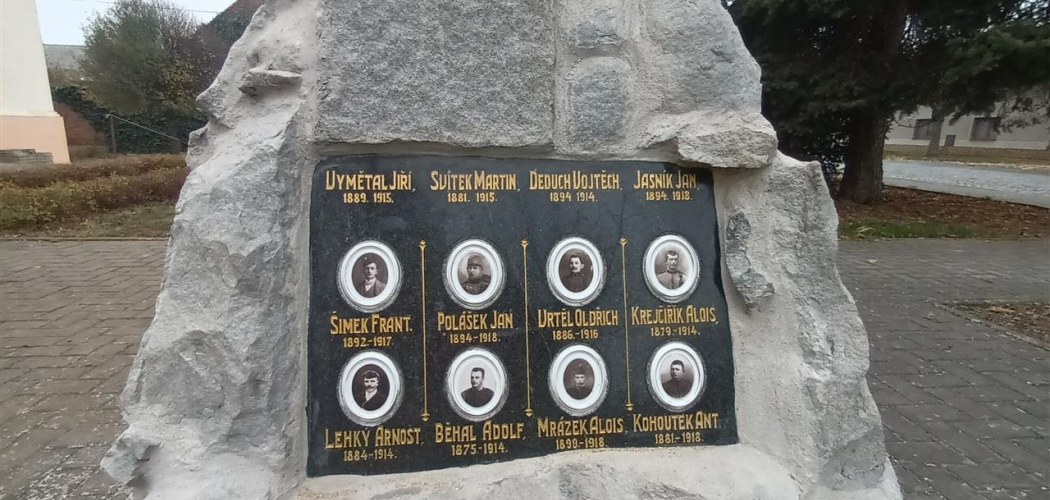 VYMĚTAL JIŘÍ, SVÍTEK MARTIN, ĎEDUCH VOJTĚCH, JASNÍK JAN,
1889. 1915. 1881. 1915. 1894 1914. 1894. 1918.
ŠIMEK FRANT. POLÁŠEK JAN VRTĚL OLDŘICH KREJČIŘÍK ALOIS,
1892.-1917. 1894.-1918. 1886.-1916 1879.-1914.
LEHKÝ ARNOŠT, BĚHAL ADOLF, MRÁZEK ALOIS, KOHOUTEK ANT.
1884-1914. 1875-1914. 1890.-1918. 1881.-1918.